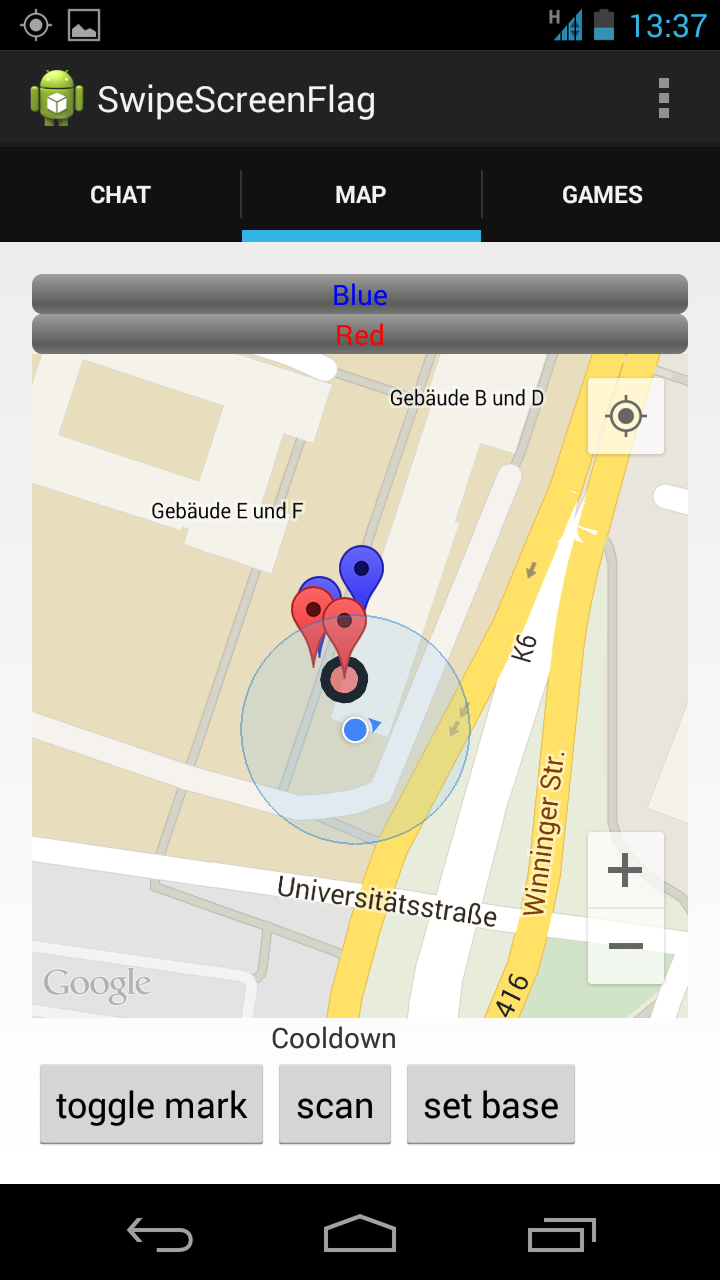 H 13:37
SwipeScreenFlag
CHAT MAP GAMES
Blue
Red
Gebäude B und D
Gebäude E und F
K6
Winninger Str.
Universitätsstraße
416
Google
Cooldown
toggle mark scan set base